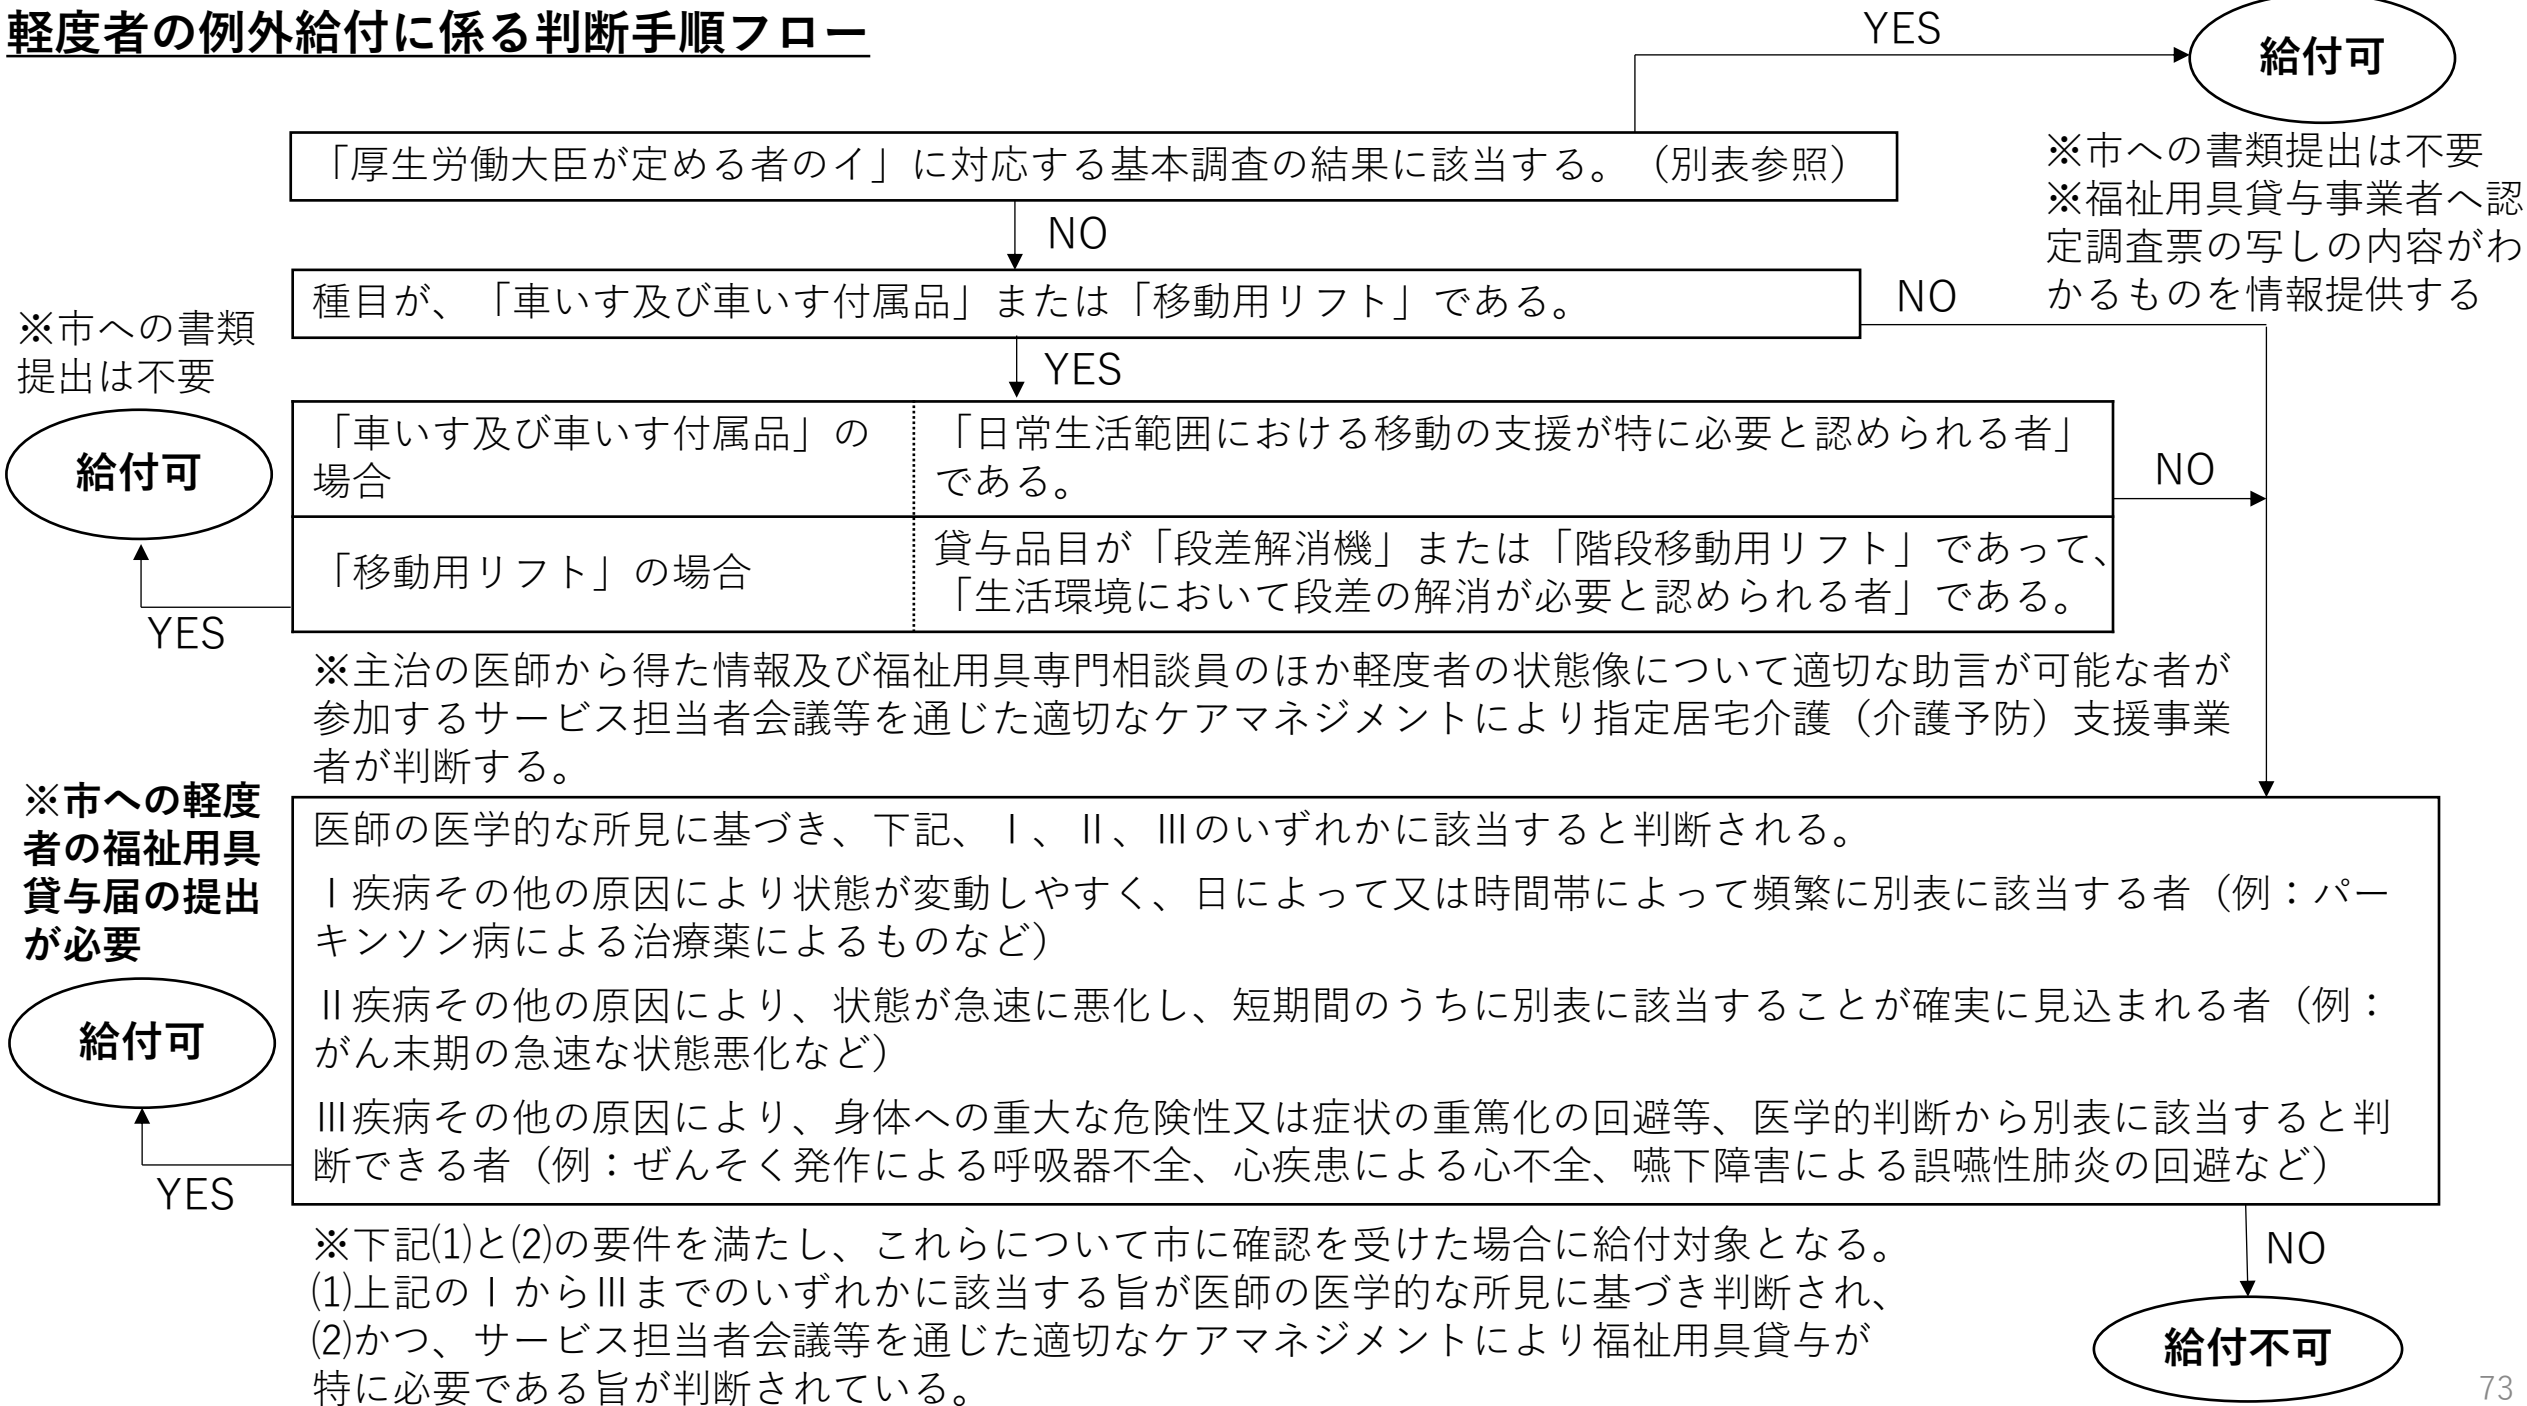 軽度者の例外給付に係る判断手順フロー
YES
給付可
「厚生労働大臣が定める者のイ」に対応する基本調査の結果に該当する。（別表参照）
※市への書類提出は不要
※福祉用具貸与事業者へ認
定調査票の写しの内容がわ
かるものを情報提供する
NO
種目が、「車いす及び車いす付属品」または「移動用リフト」である。
NO
YES
※市への書類
提出は不要
給付可
「車いす及び車いす付属品」の
場合
「日常生活範囲における移動の支援が特に必要と認められる者」
である。
NO
「移動用リフト」の場合
貸与品目が「段差解消機」または「階段移動用リフト」であって、
「生活環境において段差の解消が必要と認められる者」である。
YES
※主治の医師から得た情報及び福祉用具専門相談員のほか軽度者の状態像について適切な助言が可能な者が
参加するサービス担当者会議等を通じた適切なケアマネジメントにより指定居宅介護（介護予防）支援事業
者が判断する。
※市への軽度
者の福祉用具
貸与届の提出
が必要
給付可
医師の医学的な所見に基づき、下記、Ⅰ、Ⅱ、Ⅲのいずれかに該当すると判断される。
Ⅰ疾病その他の原因により状態が変動しやすく、日によって又は時間帯によって頻繁に別表に該当する者（例：パー
キンソン病による治療薬によるものなど）
Ⅱ疾病その他の原因により、状態が急速に悪化し、短期間のうちに別表に該当することが確実に見込まれる者（例：
がん末期の急速な状態悪化など）
Ⅲ疾病その他の原因により、身体への重大な危険性又は症状の重篤化の回避等、医学的判断から別表に該当すると判
断できる者（例：ぜんそく発作による呼吸器不全、心疾患による心不全、嚥下障害による誤嚥性肺炎の回避など）
YES
※下記⑴と⑵の要件を満たし、これらについて市に確認を受けた場合に給付対象となる。
⑴上記のⅠからⅢまでのいずれかに該当する旨が医師の医学的な所見に基づき判断され、
⑵かつ、サービス担当者会議等を通じた適切なケアマネジメントにより福祉用具貸与が
特に必要である旨が判断されている。
NO
給付不可
73